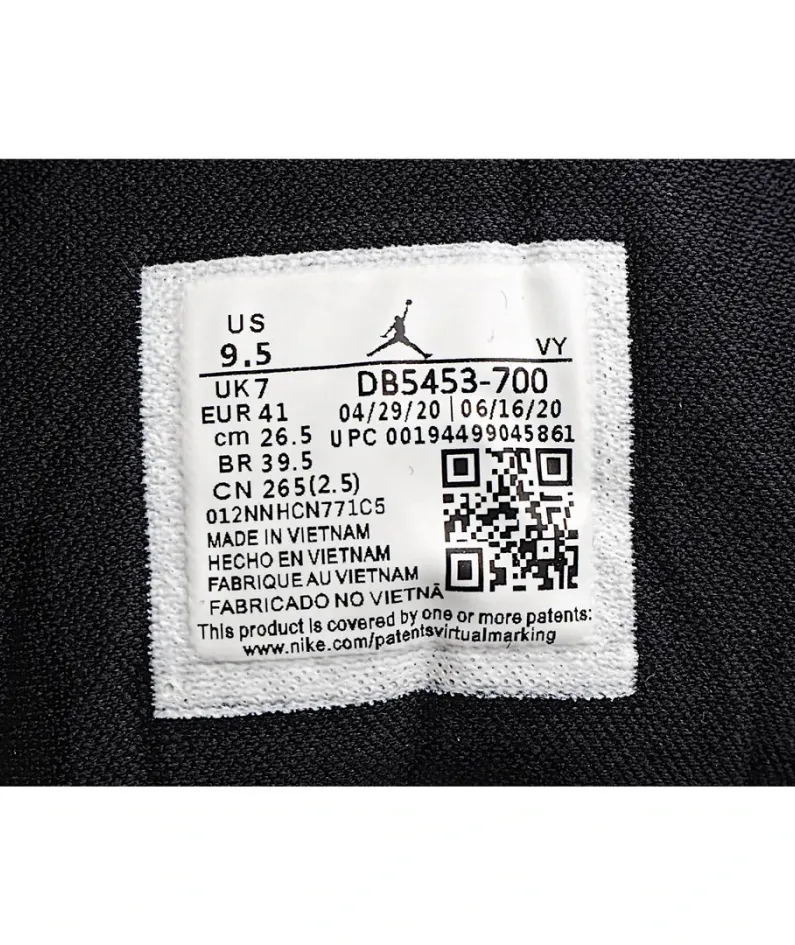 US
9.5
VY
UK 7
DB5453-700
EUR 41
04/29/20 | 06/16/20
cm 26.5
UPC 00194499045861
BR 39.5
CN 265(2.5)
012NNHCN771C5
MADE IN VIETNAM
HECHO EN VIETNAM
FABRIQUE AU VIETNAM
FABRICADO NO VIETNÃ
This product is covered by one or more patents:
www.nike.com/patentsvirtualmarking